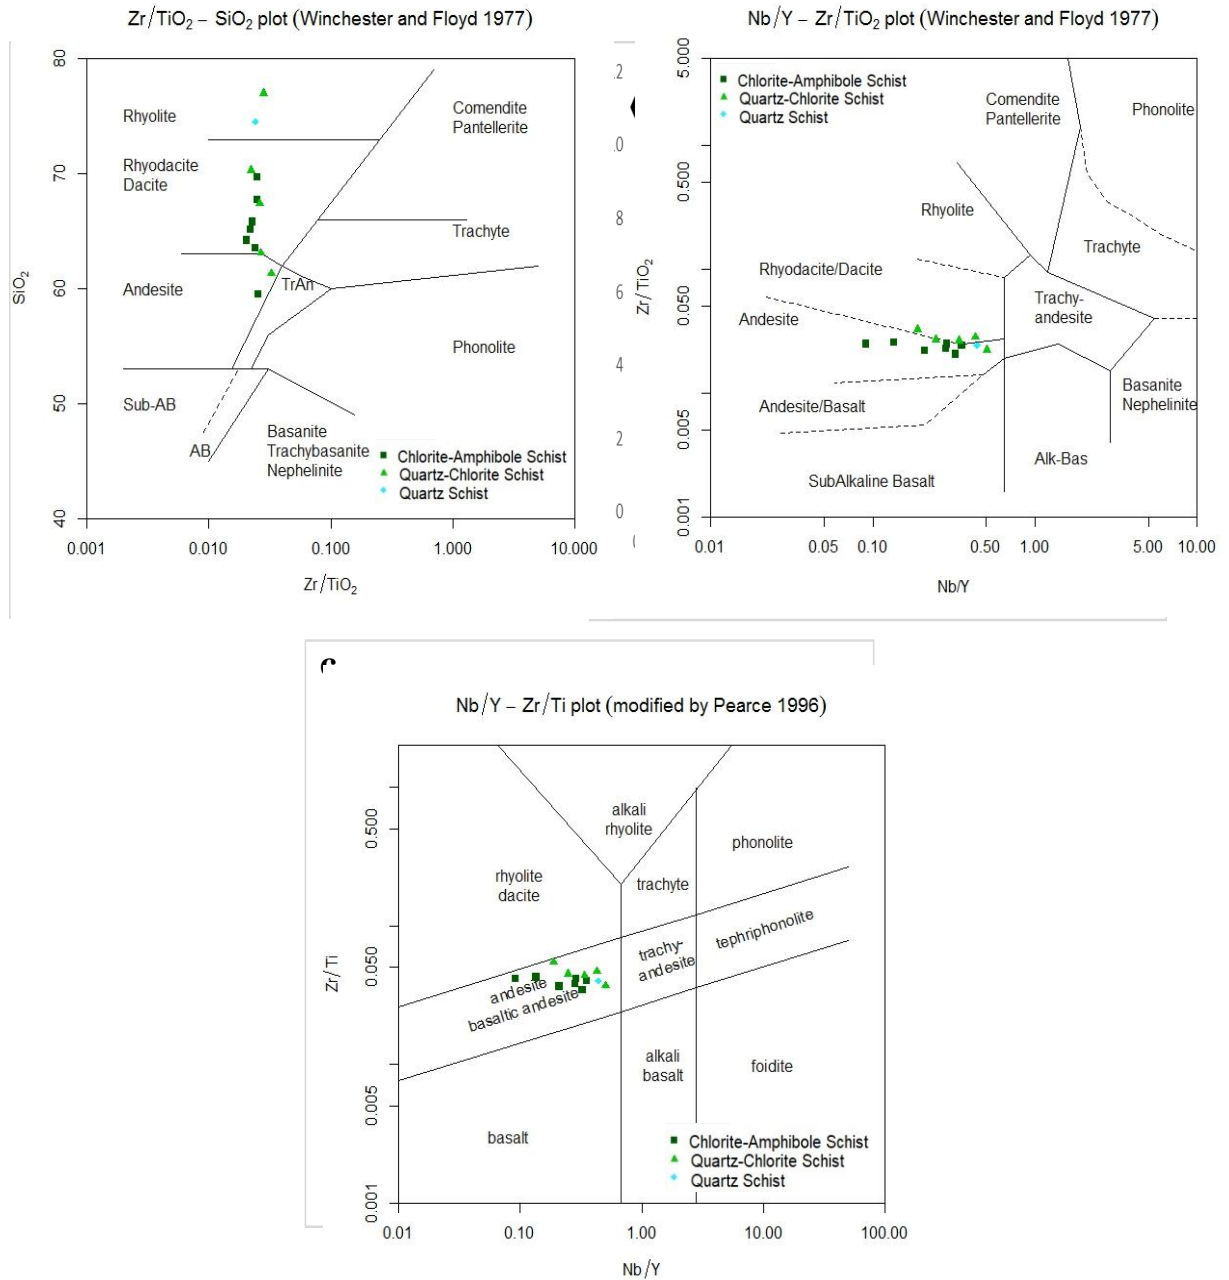 Zr/TiO₂ – SiO₂ plot (Winchester and Floyd 1977)
SiO₂
80
70
60
50
40
Rhyolite
Rhyodacite
Dacite
Andesite
Sub-AB
AB
TrAn
Comendite
Pantellerite
Trachyte
Phonolite
Basanite
Trachybasanite
Nephelinite
Chlorite-Amphibole Schist
Quartz-Chlorite Schist
Quartz Schist
0.001 0.010 0.100 1.000 10.000
Zr/TiO₂
.2
.0
8
6
4
2
0
Nb/Y – Zr/TiO₂ plot (Winchester and Floyd 1977)
Zr/TiO₂
5.000
0.500
0.050
0.005
0.001
Chlorite-Amphibole Schist
Quartz-Chlorite Schist
Quartz Schist
Comendite
Pantellerite
Phonolite
Rhyolite
Trachyte
Rhyodacite/Dacite
Trachy-
andesite
Andesite
Basanite
Nephelinite
Andesite/Basalt
Alk-Bas
SubAlkaline Basalt
0.01 0.05 0.10 0.50 1.00 5.00 10.00
Nb/Y
Nb/Y – Zr/Ti plot (modified by Pearce 1996)
Zr/Ti
0.500
0.050
0.005
0.001
alkali
rhyolite
phonolite
rhyolite
dacite
trachyte
tephriphonolite
trachy-
andesite
andesite
basaltic andesite
alkali
basalt
foidite
basalt
Chlorite-Amphibole Schist
Quartz-Chlorite Schist
Quartz Schist
0.01 0.10 1.00 10.00 100.00
Nb/Y